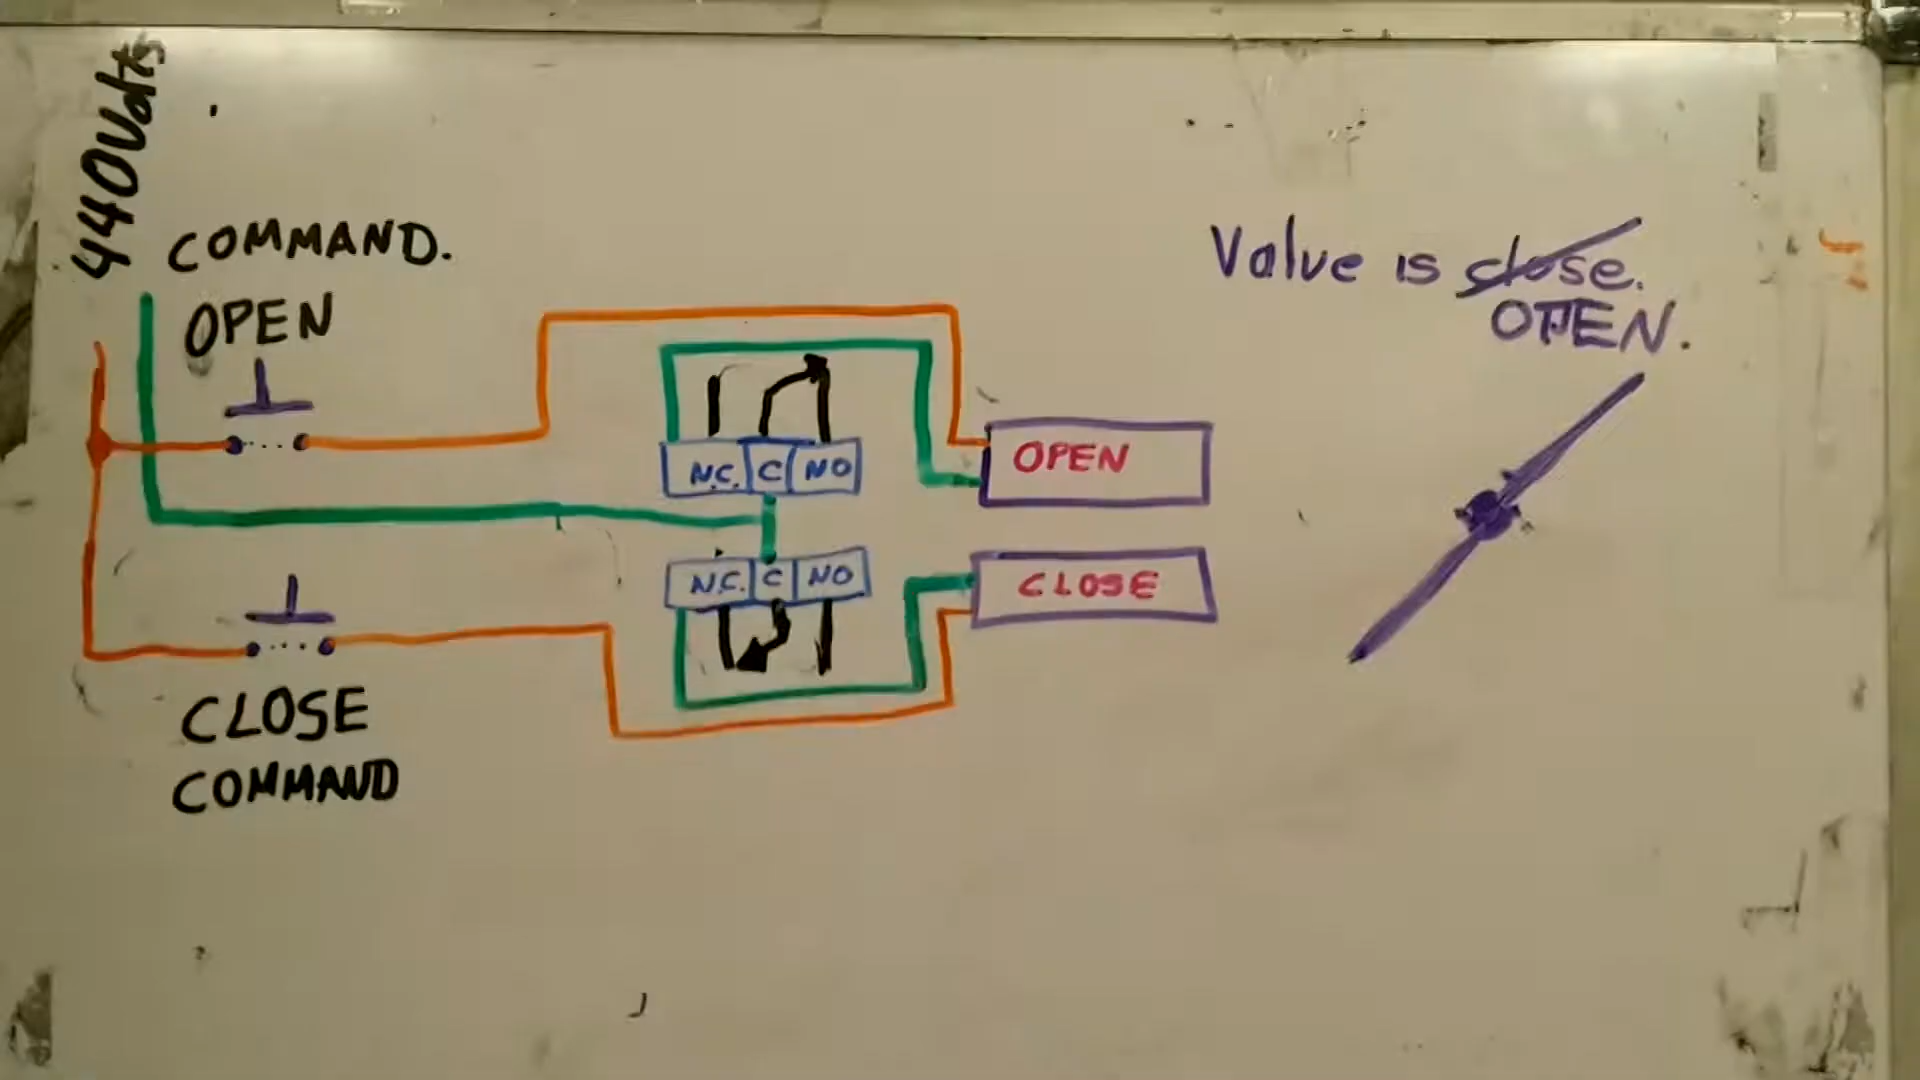 440Volts
COMMAND.
OPEN
N.C. C NO
OPEN
N.C. C NO
CLOSE
CLOSE
COMMAND
Valve is close.
OPEN.